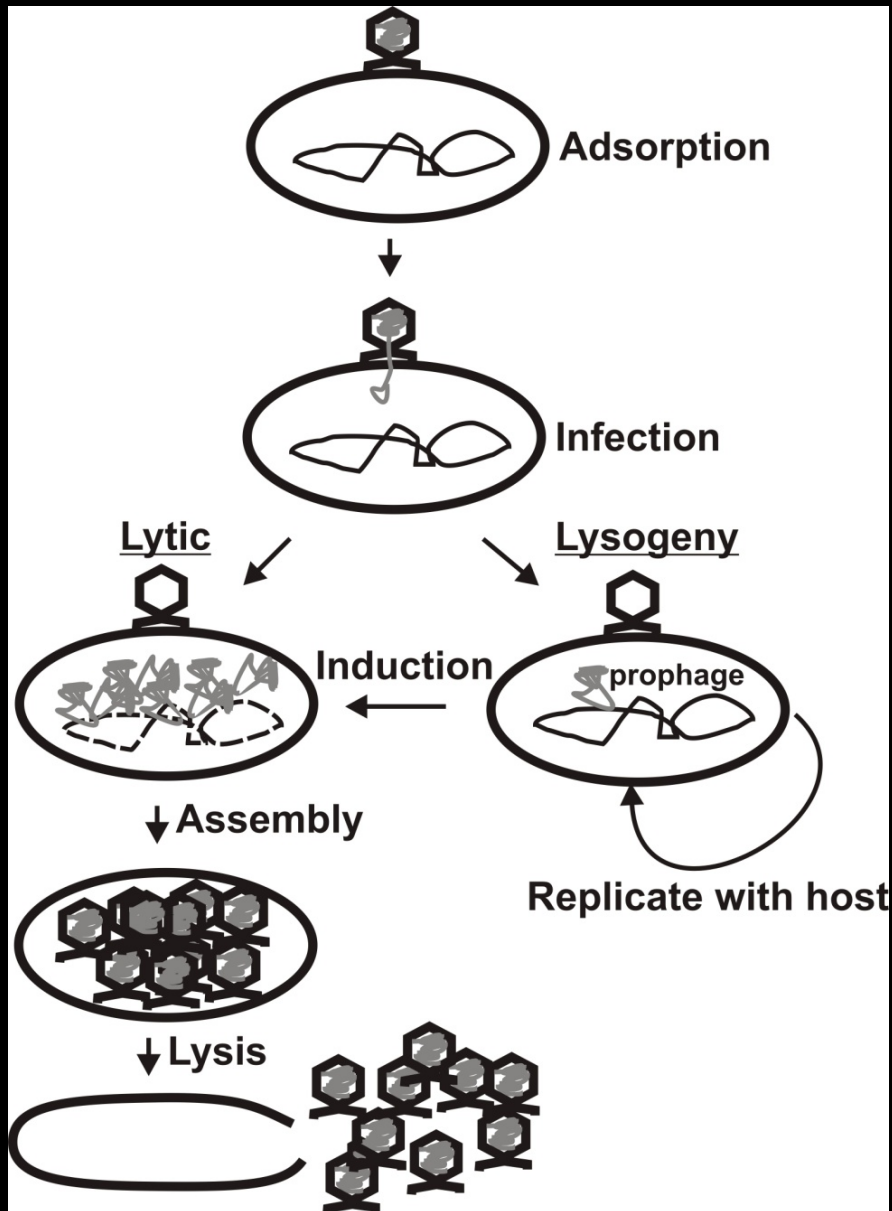 Adsorption
Infection
Lytic
Lysogeny
Induction
prophage
Assembly
Replicate with host
Lysis